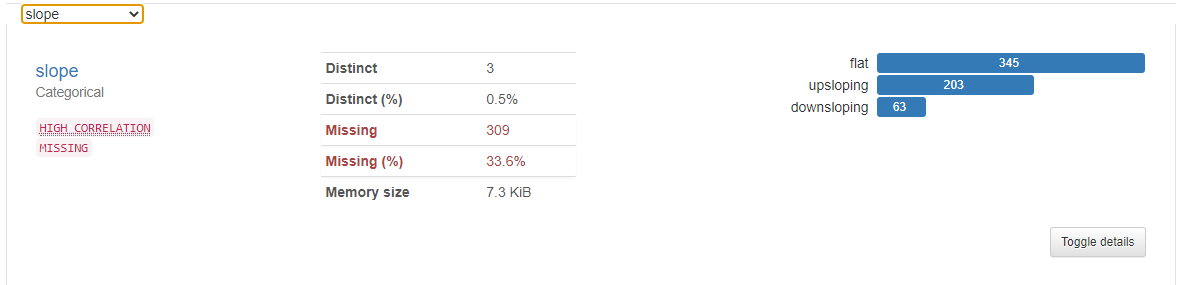 slope
slope
Categorical
HIGH CORRELATION
MISSING
Distinct 3
Distinct (%) 0.5%
Missing 309
Missing (%) 33.6%
Memory size 7.3 KiB
flat 345
upsloping 203
downsloping 63
Toggle details